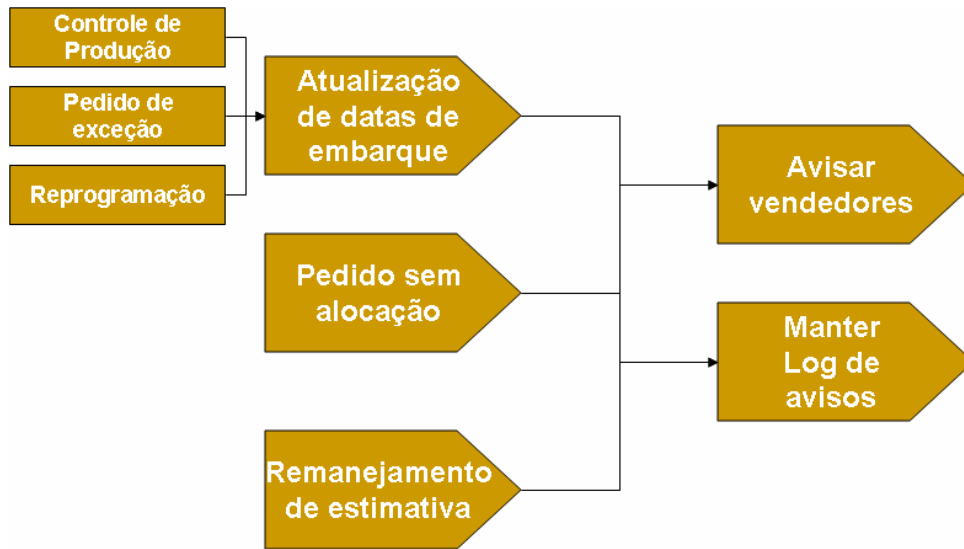 Controle de
Produção
Pedido de
exceção
Reprogramação
Atualização
de datas de
embarque
Pedido sem
alocação
Remanejamento
de estimativa
Avisar
vendedores
Manter
Log de
avisos